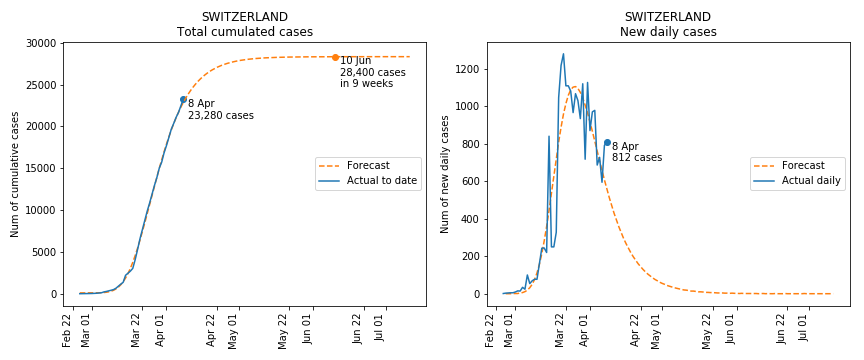 SWITZERLAND
Total cumulated cases
Num of cumulative cases
30000
25000
20000
15000
10000
5000
0
10 Jun
28,400 cases
in 9 weeks
8 Apr
23,280 cases
Forecast
Actual to date
Feb 22
Mar 01
Mar 22
Apr 01
Apr 22
May 01
May 22
Jun 01
Jun 22
Jul 01
SWITZERLAND
New daily cases
Num of new daily cases
1200
1000
800
600
400
200
0
8 Apr
812 cases
Forecast
Actual daily
Feb 22
Mar 01
Mar 22
Apr 01
Apr 22
May 01
May 22
Jun 01
Jun 22
Jul 01